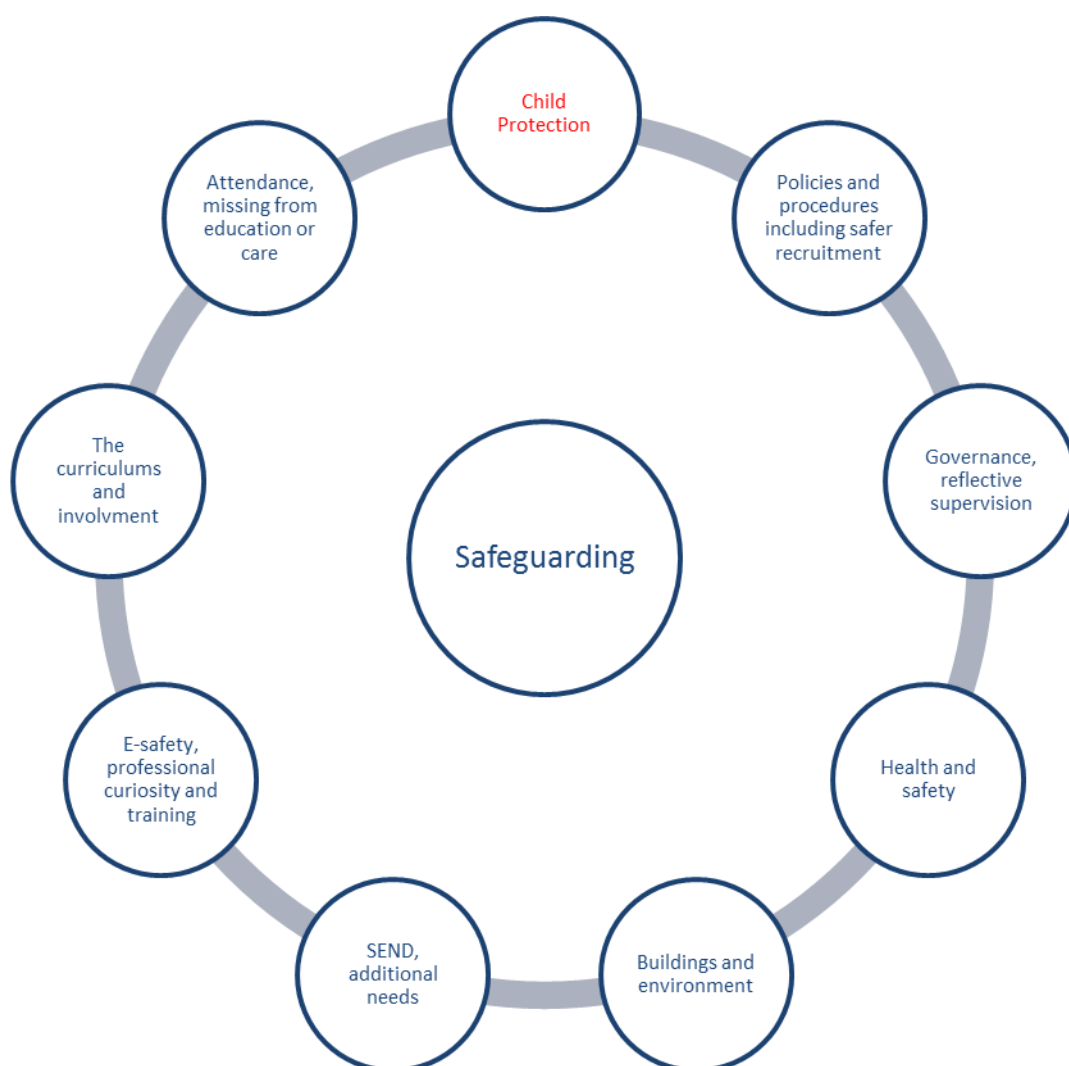 Child
Protection
Policies and
procedures
including safer
recruitment
Governance,
reflective
supervision
Health and
safety
Buildings and
environment
SEND,
additional
needs
E-safety,
professional
curiosity and
training
The
curriculums
and
involvment
Attendance,
missing from
education or
care
Safeguarding